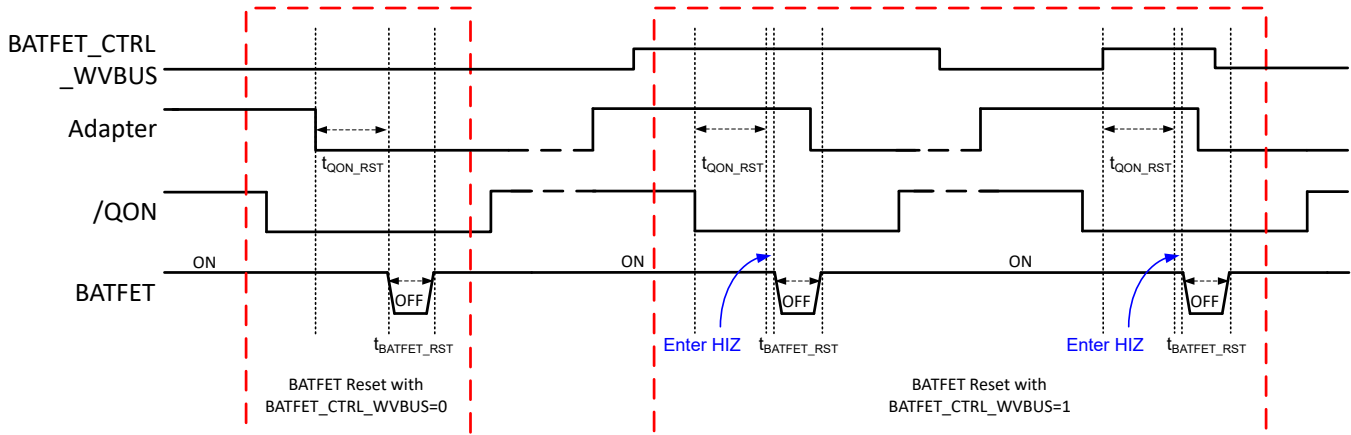 BATFET_CTRL
_WVBUS
Adapter
tQON_RST
tQON_RST
tQON_RST
/QON
ON
ON
ON
BATFET
OFF
OFF
OFF
Enter HIZ
Enter HIZ
tBATFET_RST
tBATFET_RST
tBATFET_RST
BATFET Reset with
BATFET_CTRL_WVBUS=0
BATFET Reset with
BATFET_CTRL_WVBUS=1